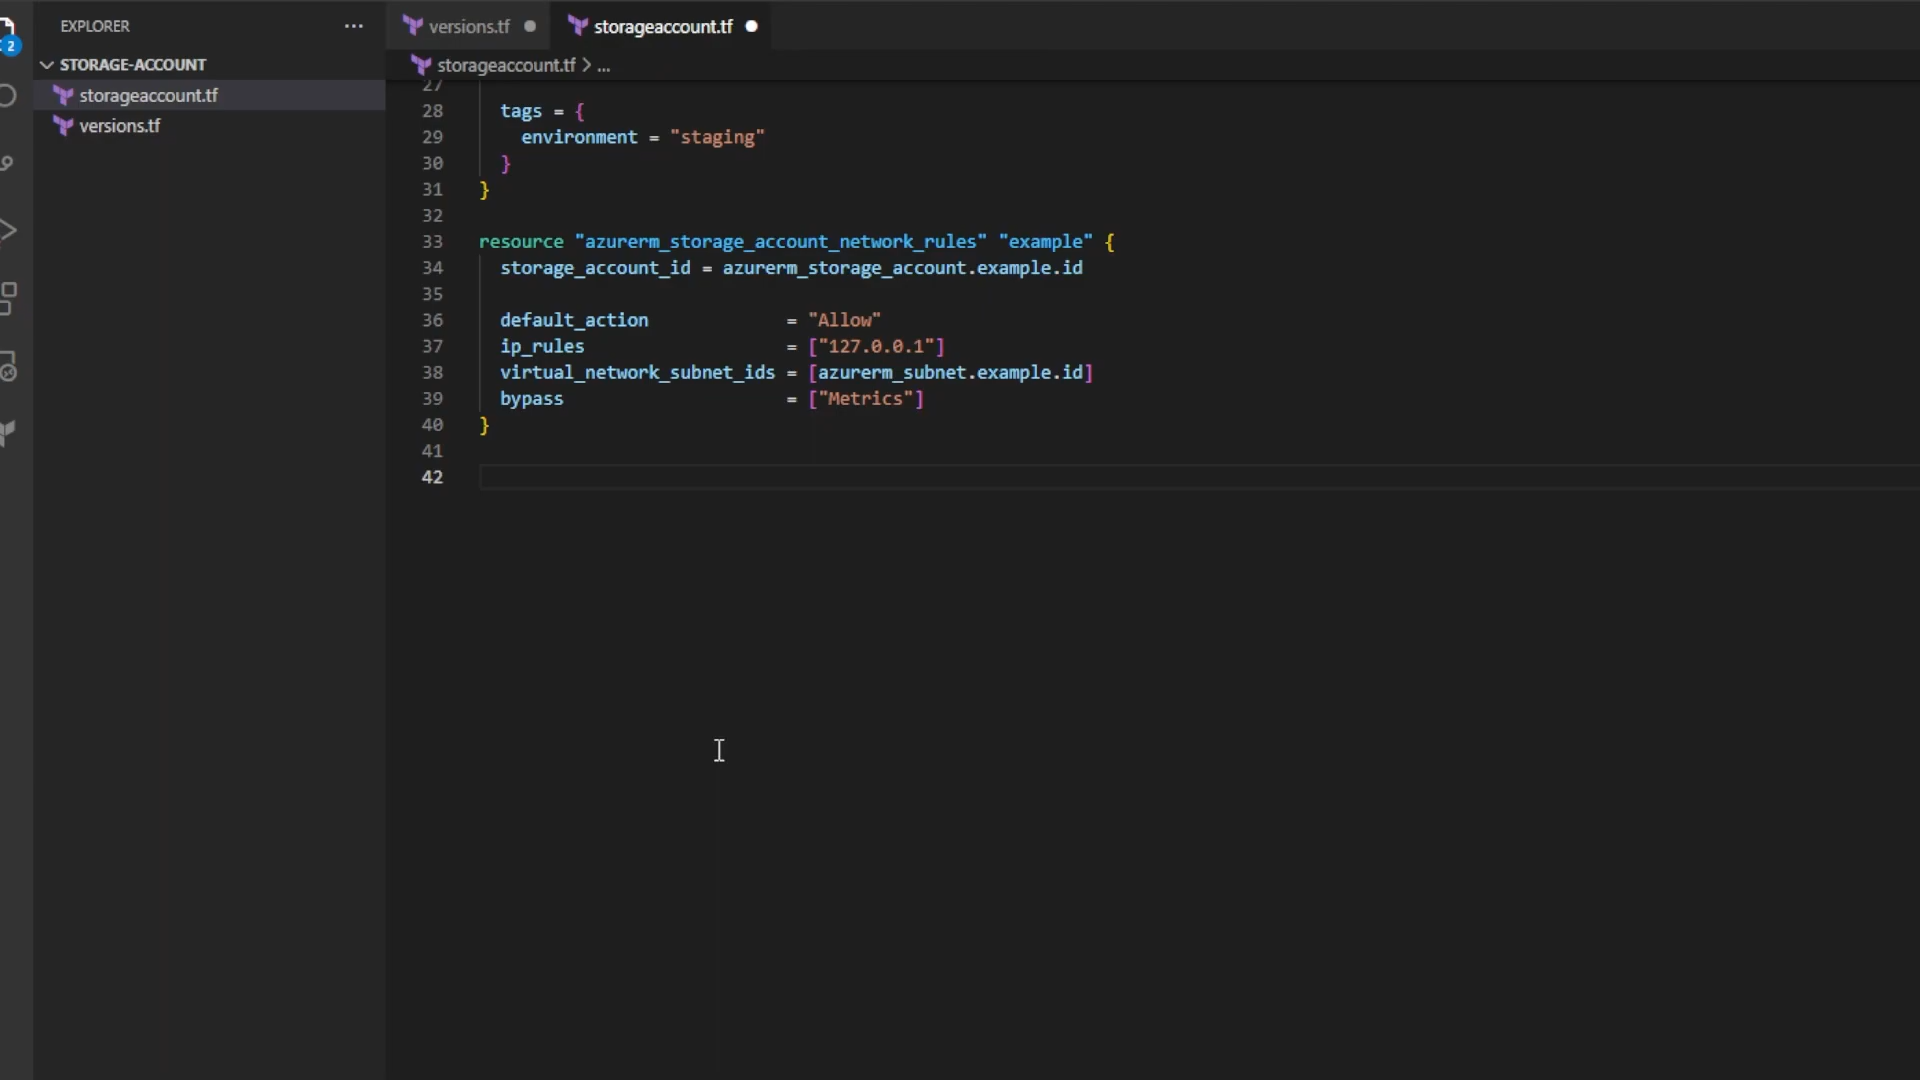 EXPLORER
...
versions.tf
storageaccount.tf
STORAGE-ACCOUNT
storageaccount.tf > ...
storageaccount.tf
versions.tf
2
27
28 tags = {
29 environment = "staging"
30 }
31 }
32
33 resource "azurerm_storage_account_network_rules" "example" {
34 storage_account_id = azurerm_storage_account.example.id
35
36 default_action = "Allow"
37 ip_rules = ["127.0.0.1"]
38 virtual_network_subnet_ids = [azurerm_subnet.example.id]
39 bypass = ["Metrics"]
40 }
41
42